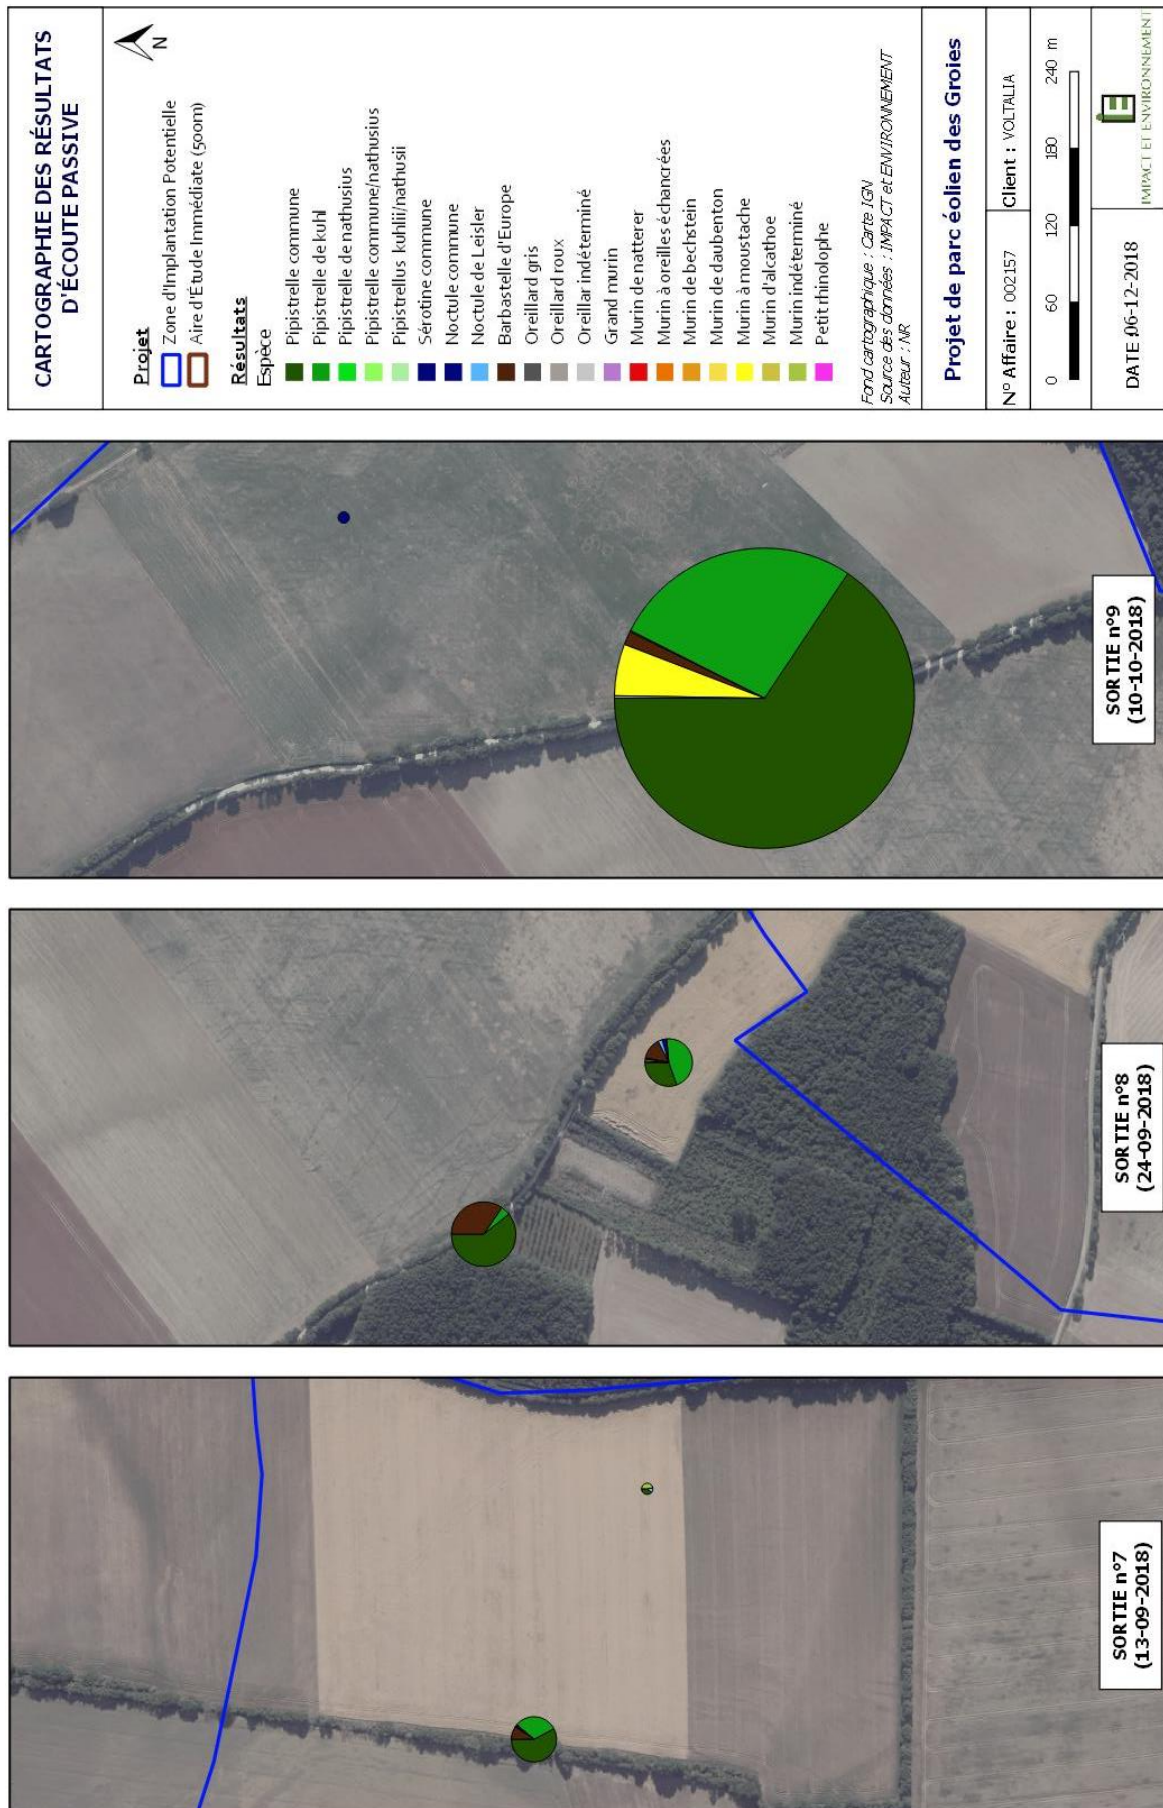 CARTOGRAPHIE DES RÉSULTATS
D'ÉCOUTE PASSIVE
N
Projet
Zone d'Implantation Potentielle
Aire d'Étude Immédiate (500m)
Résultats
Espèce
Pipistrelle commune
Pipistrelle de kuhl
Pipistrelle de nathusius
Pipistrelle commune/nathusius
Pipistrellus kuhlii/nathusii
Sérotine commune
Noctule commune
Noctule de Leisler
Barbastelle d'Europe
Oreillard gris
Oreillard roux
Oreillar indéterminé
Grand murin
Murin de natterer
Murin à oreilles échancrées
Murin de bechstein
Murin de daubenton
Murin à moustache
Murin d'alcathoe
Murin indéterminé
Petit rhinolophe
Fond cartographique : Carte IGN
Source des données : IMPACT et ENVIRONNEMENT
Auteur : NR
Projet de parc éolien des Groies
N° Affaire : 002157
Client : VOLTALIA
0 60 120 180 240 m
DATE :06-12-2018
IE
IMPACT ET ENVIRONNEMENT
SORTIE n°7
(13-09-2018)
SORTIE n°8
(24-09-2018)
SORTIE n°9
(10-10-2018)